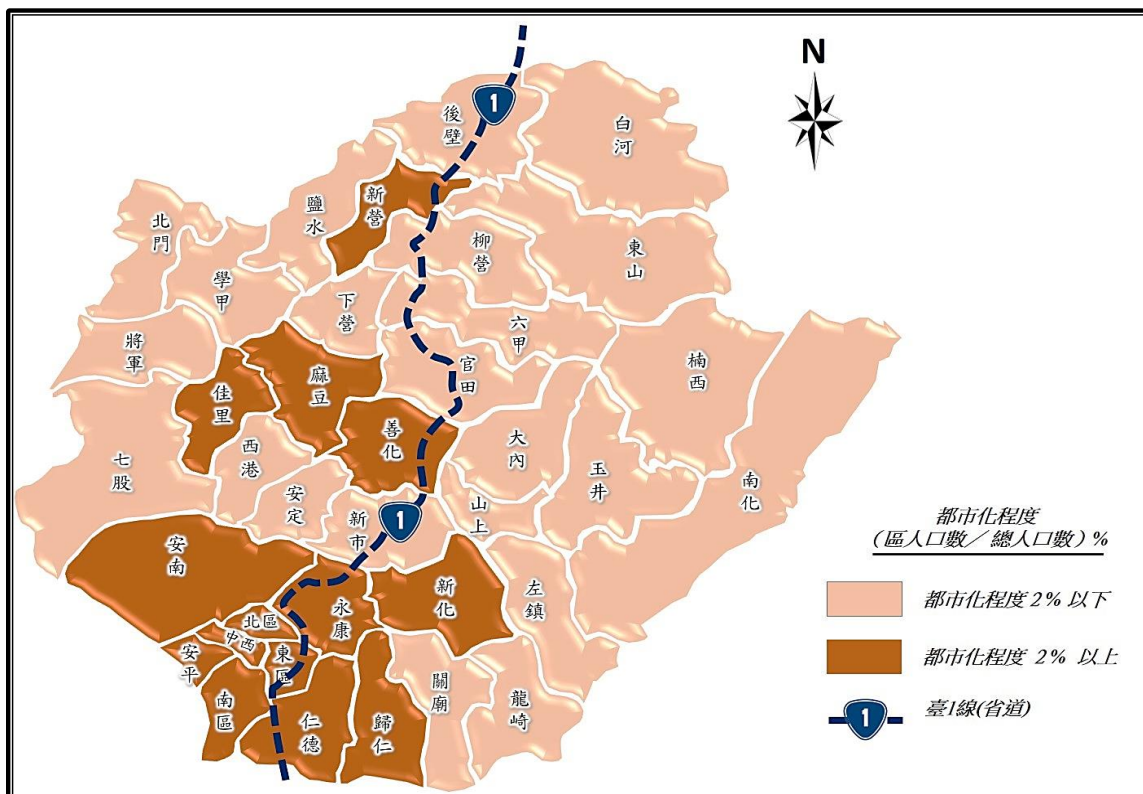 N
1
後壁
白河
新營
鹽水
北門
柳營
東山
學甲
下營
六甲
將軍
官田
楠西
麻豆
佳里
善化
大內
西港
玉井
七股
南化
安定
山上
新市
1
安南
新化
左鎮
永康
北區
中西
東區
安平
關廟
南區
龍崎
仁德
歸仁
都市化程度
(區人口數／總人口數)%
都市化程度 2% 以下
都市化程度 2% 以上
1
臺1線(省道)